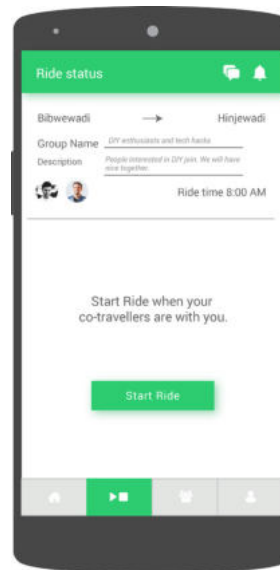 Ride status
Bibwewadi Hinjewadi
Group Name DIY enthusiasts and tech hacks
Description People interested in DIY join. We will have
nice together.
Ride time 8:00 AM
Start Ride when your
co-travellers are with you.
Start Ride